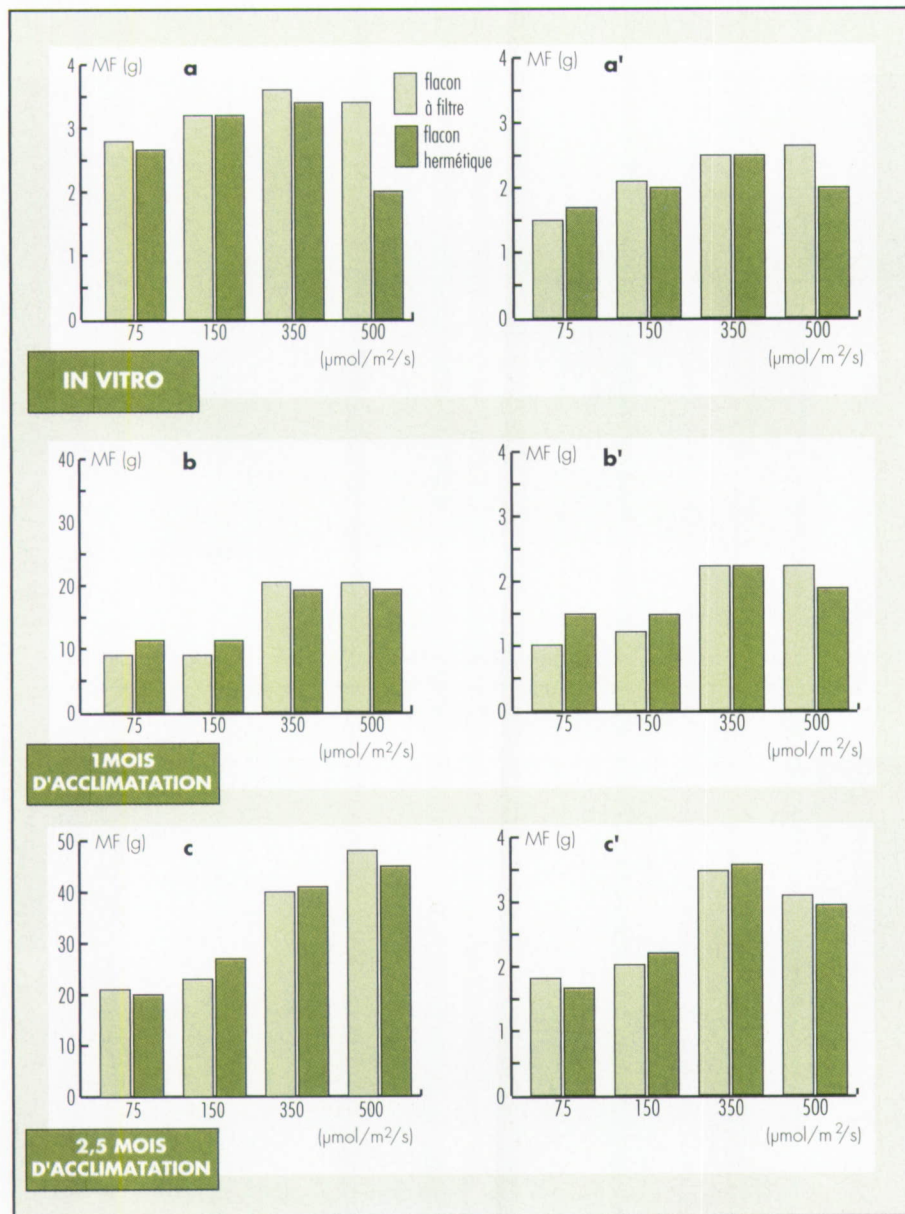 MF (g) a
4
3
2
1
0
75 150 350 500
(µmol/m²/s)
flacon
à filtre
flacon
hermétique
MF (g) a'
4
3
2
1
0
75 150 350 500
(µmol/m²/s)
IN VITRO
MF (g) b
40
30
20
10
0
75 150 350 500
(µmol/m²/s)
MF (g) b'
4
3
2
1
0
75 150 350 500
(µmol/m²/s)
1MOIS
D'ACCLIMATATION
MF (g) c
50
40
30
20
10
0
75 150 350 500
(µmol/m²/s)
MF (g) c'
4
3
2
1
0
75 150 350 500
(µmol/m²/s)
2,5 MOIS
D'ACCLIMATATION